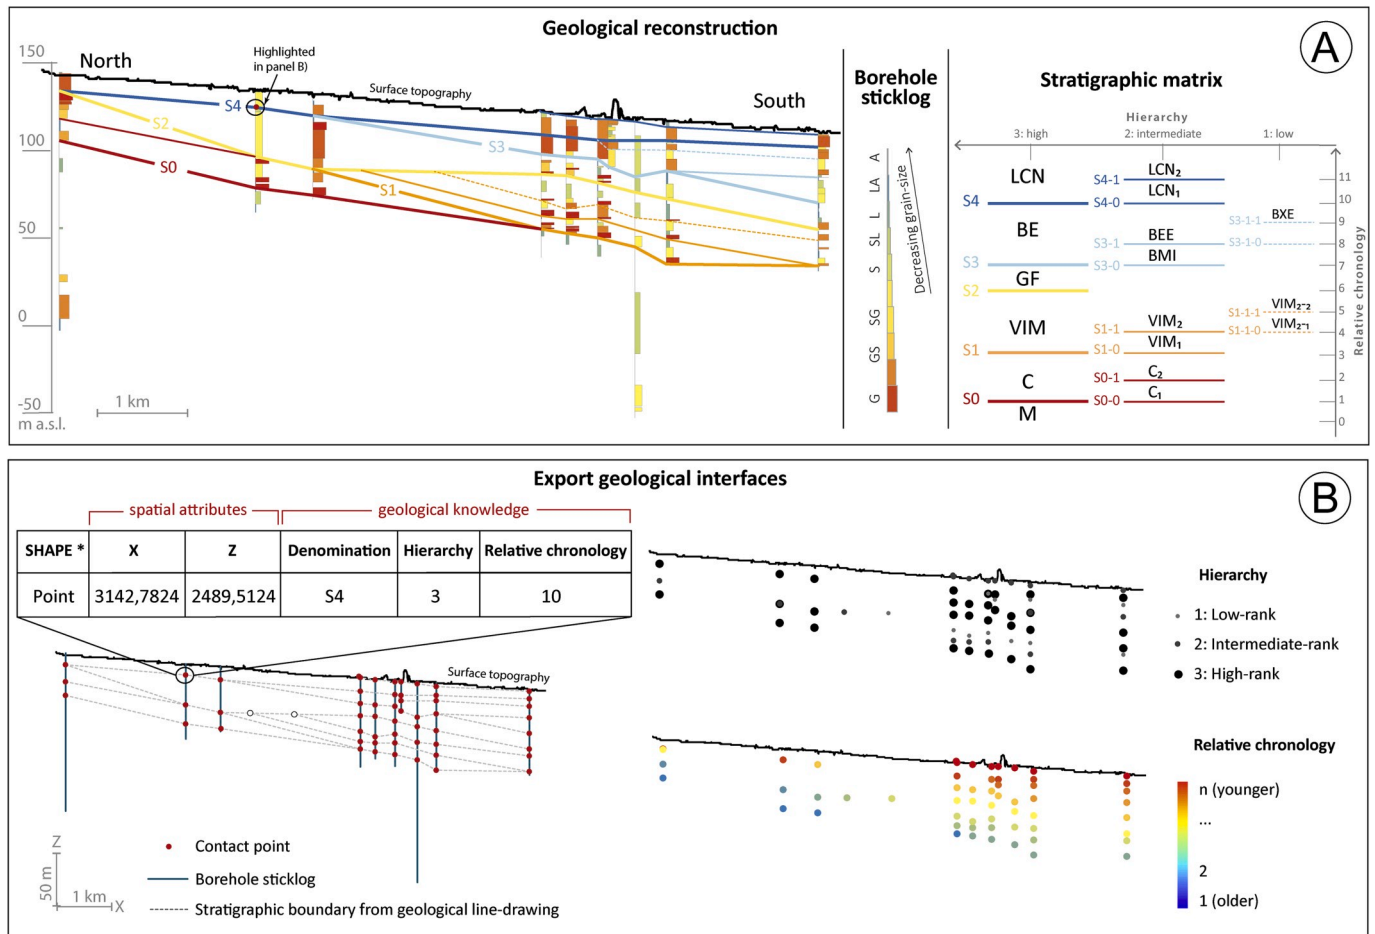 Geological reconstruction
A
150
100
50
0
-50
m a.s.l.
North
Highlighted
in panel B)
Surface topography
South
S4
S2
S3
S0
S1
1 km
Borehole
sticklog
A
LA
L
SL
S
SG
GS
G
Decreasing grain-size
Stratigraphic matrix
Hierarchy
3: high
2: intermediate
1: low
LCN
S4
BE
S3
GF
S2
VIM
S1
C
S0
M
S4-1 LCN2
LCN1
S4-0
S3-1 BEE
S3-0 BMI
S1-1 VIM2
S1-0 VIM1
S0-1 C2
S0-0 C1
S3-1-1 BXE
S3-1-0
S1-1-1 VIM2-2
S1-1-0 VIM2-1
11
10
9
8
7
6
5
4
3
2
1
0
Relative chronology
Export geological interfaces
B
spatial attributes
geological knowledge
SHAPE * X Z Denomination Hierarchy Relative chronology
Point 3142,7824 2489,5124 S4 3 10
Surface topography
Z
50 m
1 km
X
Contact point
Borehole sticklog
Stratigraphic boundary from geological line-drawing
Hierarchy
1: Low-rank
2: Intermediate-rank
3: High-rank
Relative chronology
n (younger)
...
2
1 (older)